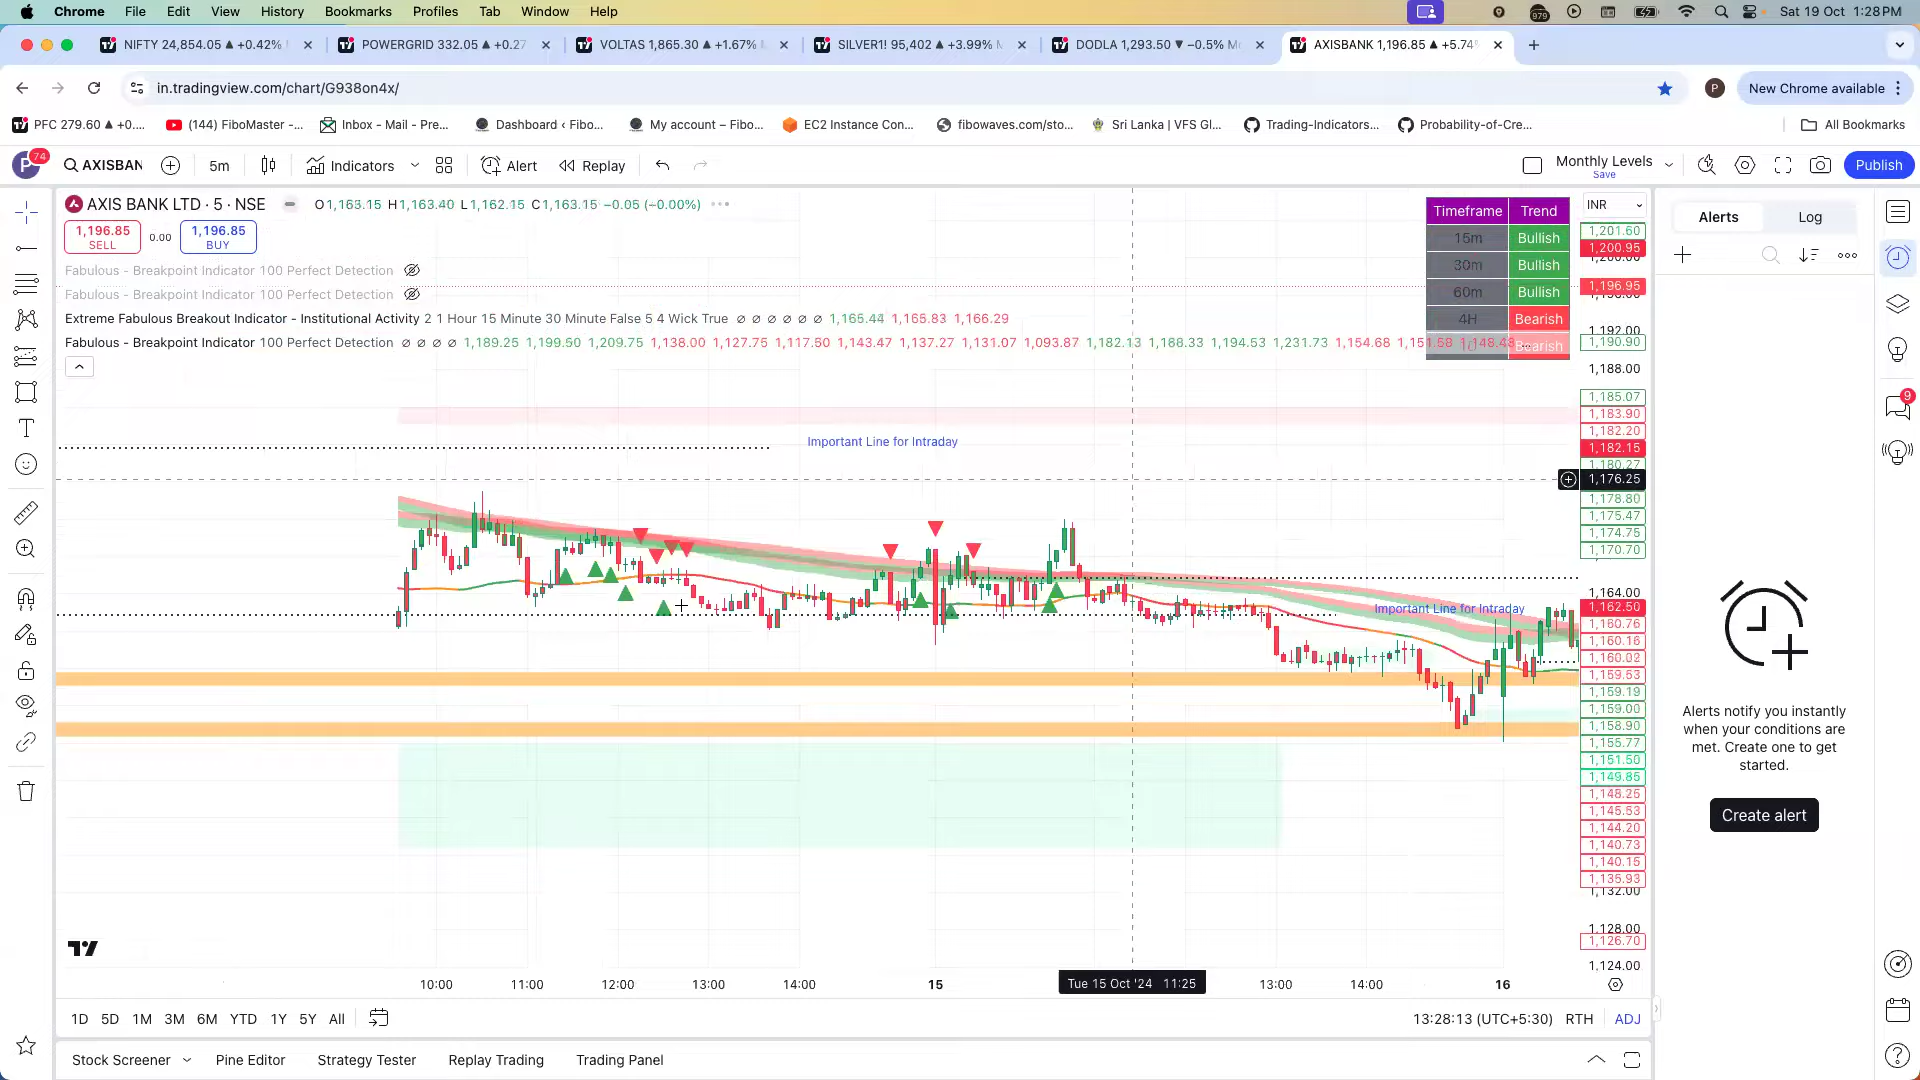 Chrome File Edit View History Bookmarks Profiles Tab Window Help 979 Sat 19 Oct 1:28 PM
NIFTY 24,854.05 ▲ +0.42% POWERGRID 332.05 ▲ +0.27 VOLTAS 1,865.30 ▲ +1.67% SILVER1! 95,402 ▲ +3.99% DODLA 1,293.50 ▼ −0.5% AXISBANK 1,196.85 ▲ +5.74%
in.tradingview.com/chart/G938on4x/ P New Chrome available
PFC 279.60 ▲ +0.... (144) FiboMaster -... Inbox - Mail - Pre... Dashboard ‹ Fibo... My account – Fibo... EC2 Instance Con... fibowaves.com/sto... Sri Lanka | VFS Gl... Trading-Indicators... Probability-of-Cre... All Bookmarks
P 74 AXISBAN 5m Indicators Alert Replay Monthly Levels Save Publish
AXIS BANK LTD · 5 · NSE O1,163.15 H1,163.40 L1,162.15 C1,163.15 −0.05 (−0.00%)
1,196.85 SELL 0.00 1,196.85 BUY
Fabulous - Breakpoint Indicator 100 Perfect Detection
Fabulous - Breakpoint Indicator 100 Perfect Detection
Extreme Fabulous Breakout Indicator - Institutional Activity 2 1 Hour 15 Minute 30 Minute False 5 4 Wick True ∅ ∅ ∅ ∅ ∅ ∅ 1,165.44 1,165.83 1,166.29
Fabulous - Breakpoint Indicator 100 Perfect Detection ∅ ∅ ∅ ∅ 1,189.25 1,199.50 1,209.75 1,138.00 1,127.75 1,117.50 1,143.47 1,137.27 1,131.07 1,093.87 1,182.13 1,168.33 1,194.53 1,231.73 1,154.68 1,151.58 1,148.48
Timeframe Trend
15m Bullish
30m Bullish
60m Bullish
4H Bearish
Bearish
Important Line for Intraday
Important Line for Intraday
INR
1,201.60
1,200.95
1,196.95
1,192.00
1,190.90
1,188.00
1,185.07
1,183.90
1,182.20
1,182.15
1,180.27
1,176.25
1,178.80
1,175.47
1,174.75
1,170.70
1,164.00
1,162.50
1,160.76
1,160.16
1,160.02
1,159.53
1,159.19
1,159.00
1,158.90
1,155.77
1,151.50
1,149.85
1,148.25
1,145.53
1,144.20
1,140.73
1,140.15
1,135.93
1,132.00
1,128.00
1,126.70
1,124.00
10:00 11:00 12:00 13:00 14:00 15 Tue 15 Oct '24 11:25 13:00 14:00 16
1D 5D 1M 3M 6M YTD 1Y 5Y All 13:28:13 (UTC+5:30) RTH ADJ
Stock Screener Pine Editor Strategy Tester Replay Trading Trading Panel
Alerts Log
9
Alerts notify you instantly
when your conditions are
met. Create one to get
started.
Create alert